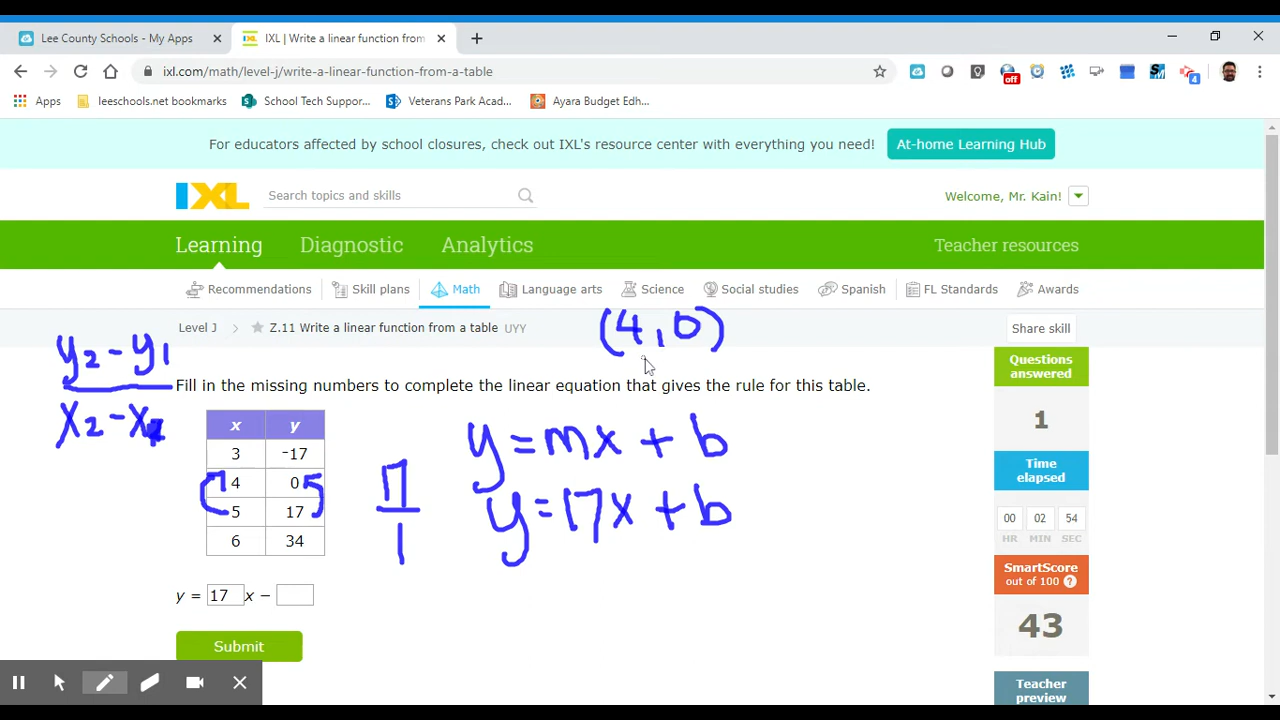 Lee County Schools - My Apps
IXL | Write a linear function from
ixl.com/math/level-j/write-a-linear-function-from-a-table
off
4
Apps
leeschools.net bookmarks
School Tech Suppor...
Veterans Park Acad...
Ayara Budget Edh...
For educators affected by school closures, check out IXL's resource center with everything you need!
At-home Learning Hub
IXL
Search topics and skills
Welcome, Mr. Kain!
Learning
Diagnostic
Analytics
Teacher resources
Recommendations
Skill plans
Math
Language arts
Science
Social studies
Spanish
FL Standards
Awards
Level J
Z.11 Write a linear function from a table UYY
(4,0)
Share skill
y2 - y1
x2 - x1
Fill in the missing numbers to complete the linear equation that gives the rule for this table.
x y
3 -17
4 0
5 17
6 34
17
1
y = mx + b
y = 17x + b
y = 17 x -
Submit
Questions answered
1
Time elapsed
00 02 54
HR MIN SEC
SmartScore
out of 100 ?
43
Teacher preview